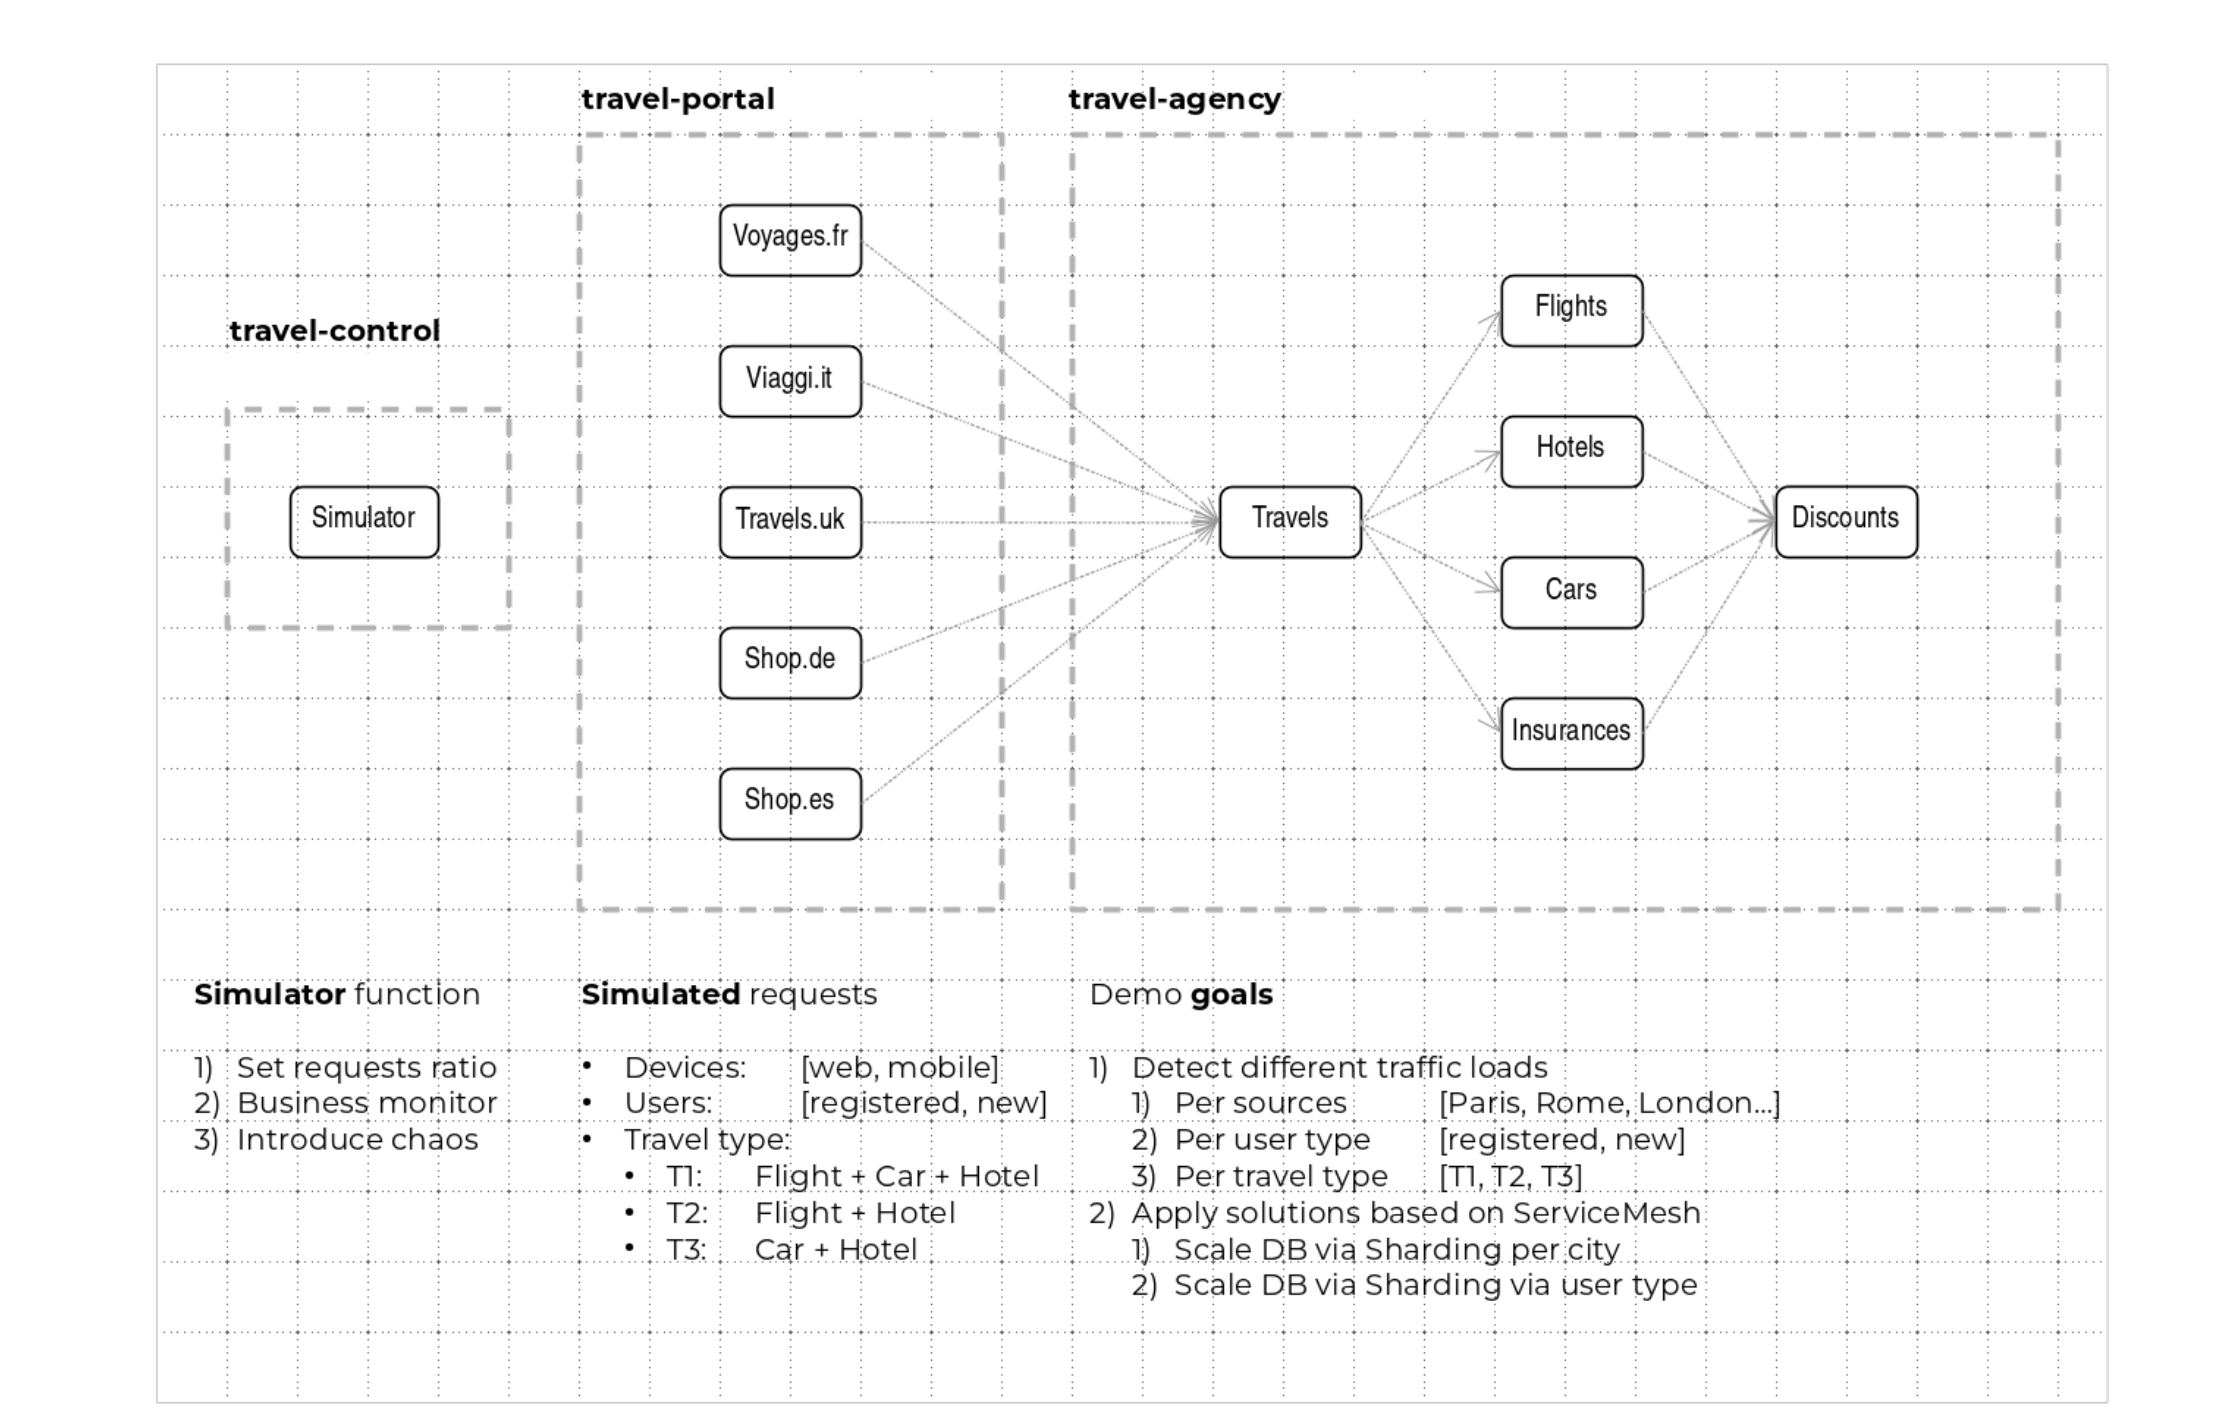 travel-portal
travel-agency
Voyages.fr
Flights
travel-control
Viaggi.it
Hotels
Simulator
Travels.uk
Travels
Discounts
Cars
Shop.de
Insurances
Shop.es
Simulator function
1) Set requests ratio
2) Business monitor
3) Introduce chaos
Simulated requests
• Devices: [web, mobile]
• Users: [registered, new]
• Travel type:
• T1: Flight + Car + Hotel
• T2: Flight + Hotel
• T3: Car + Hotel
Demo goals
1) Detect different traffic loads
1) Per sources [Paris, Rome, London...]
2) Per user type [registered, new]
3) Per travel type [T1, T2, T3]
2) Apply solutions based on ServiceMesh
1) Scale DB via Sharding per city
2) Scale DB via Sharding via user type